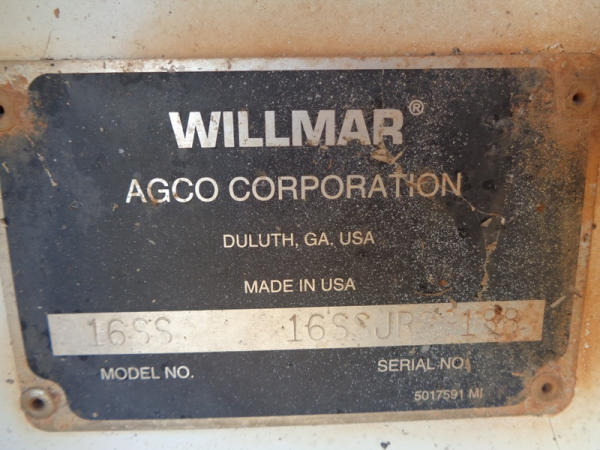 WILLMAR®
AGCO CORPORATION
DULUTH, GA. USA
MADE IN USA
16SS
MODEL NO.
SERIAL NO.
5017591 MI